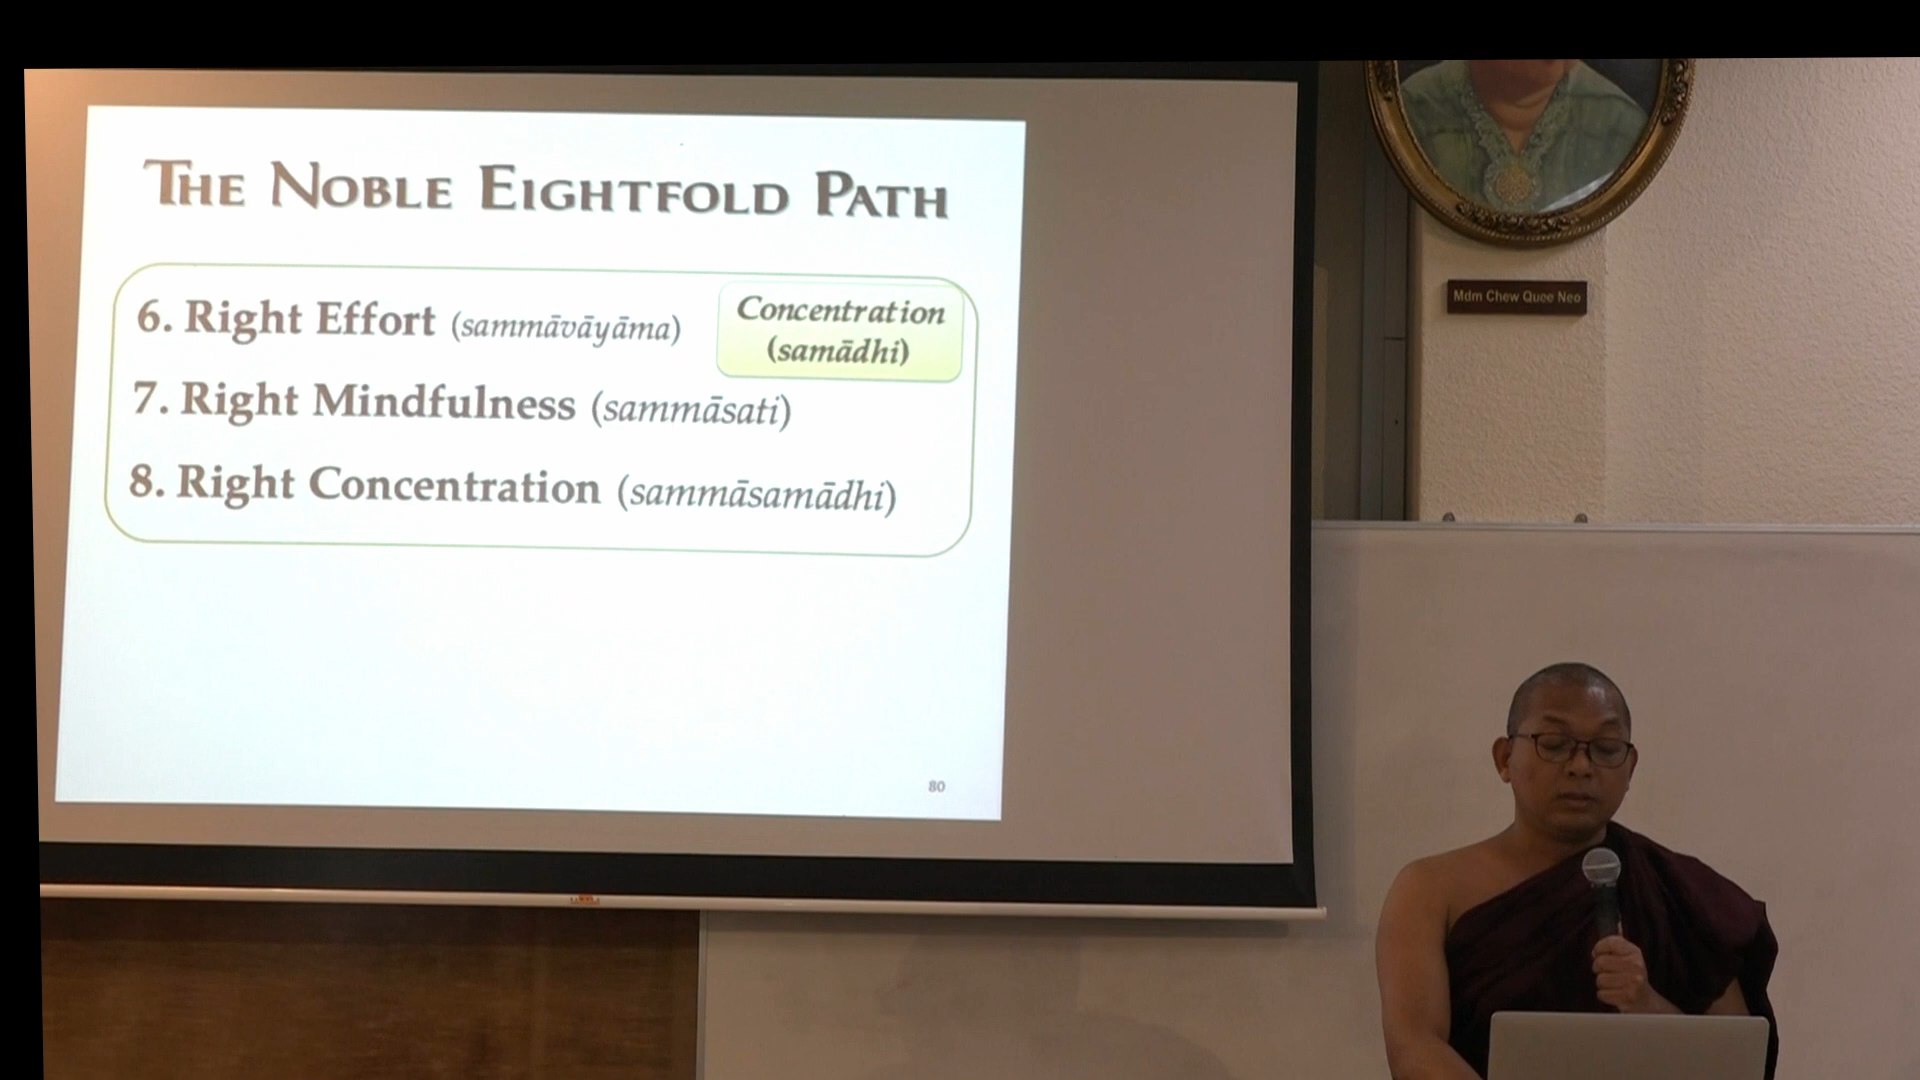 THE NOBLE EIGHTFOLD PATH
6. Right Effort (sammāvāyāma)
Concentration
(samādhi)
7. Right Mindfulness (sammāsati)
8. Right Concentration (sammāsamādhi)
80
Mdm Chew Quee Neo